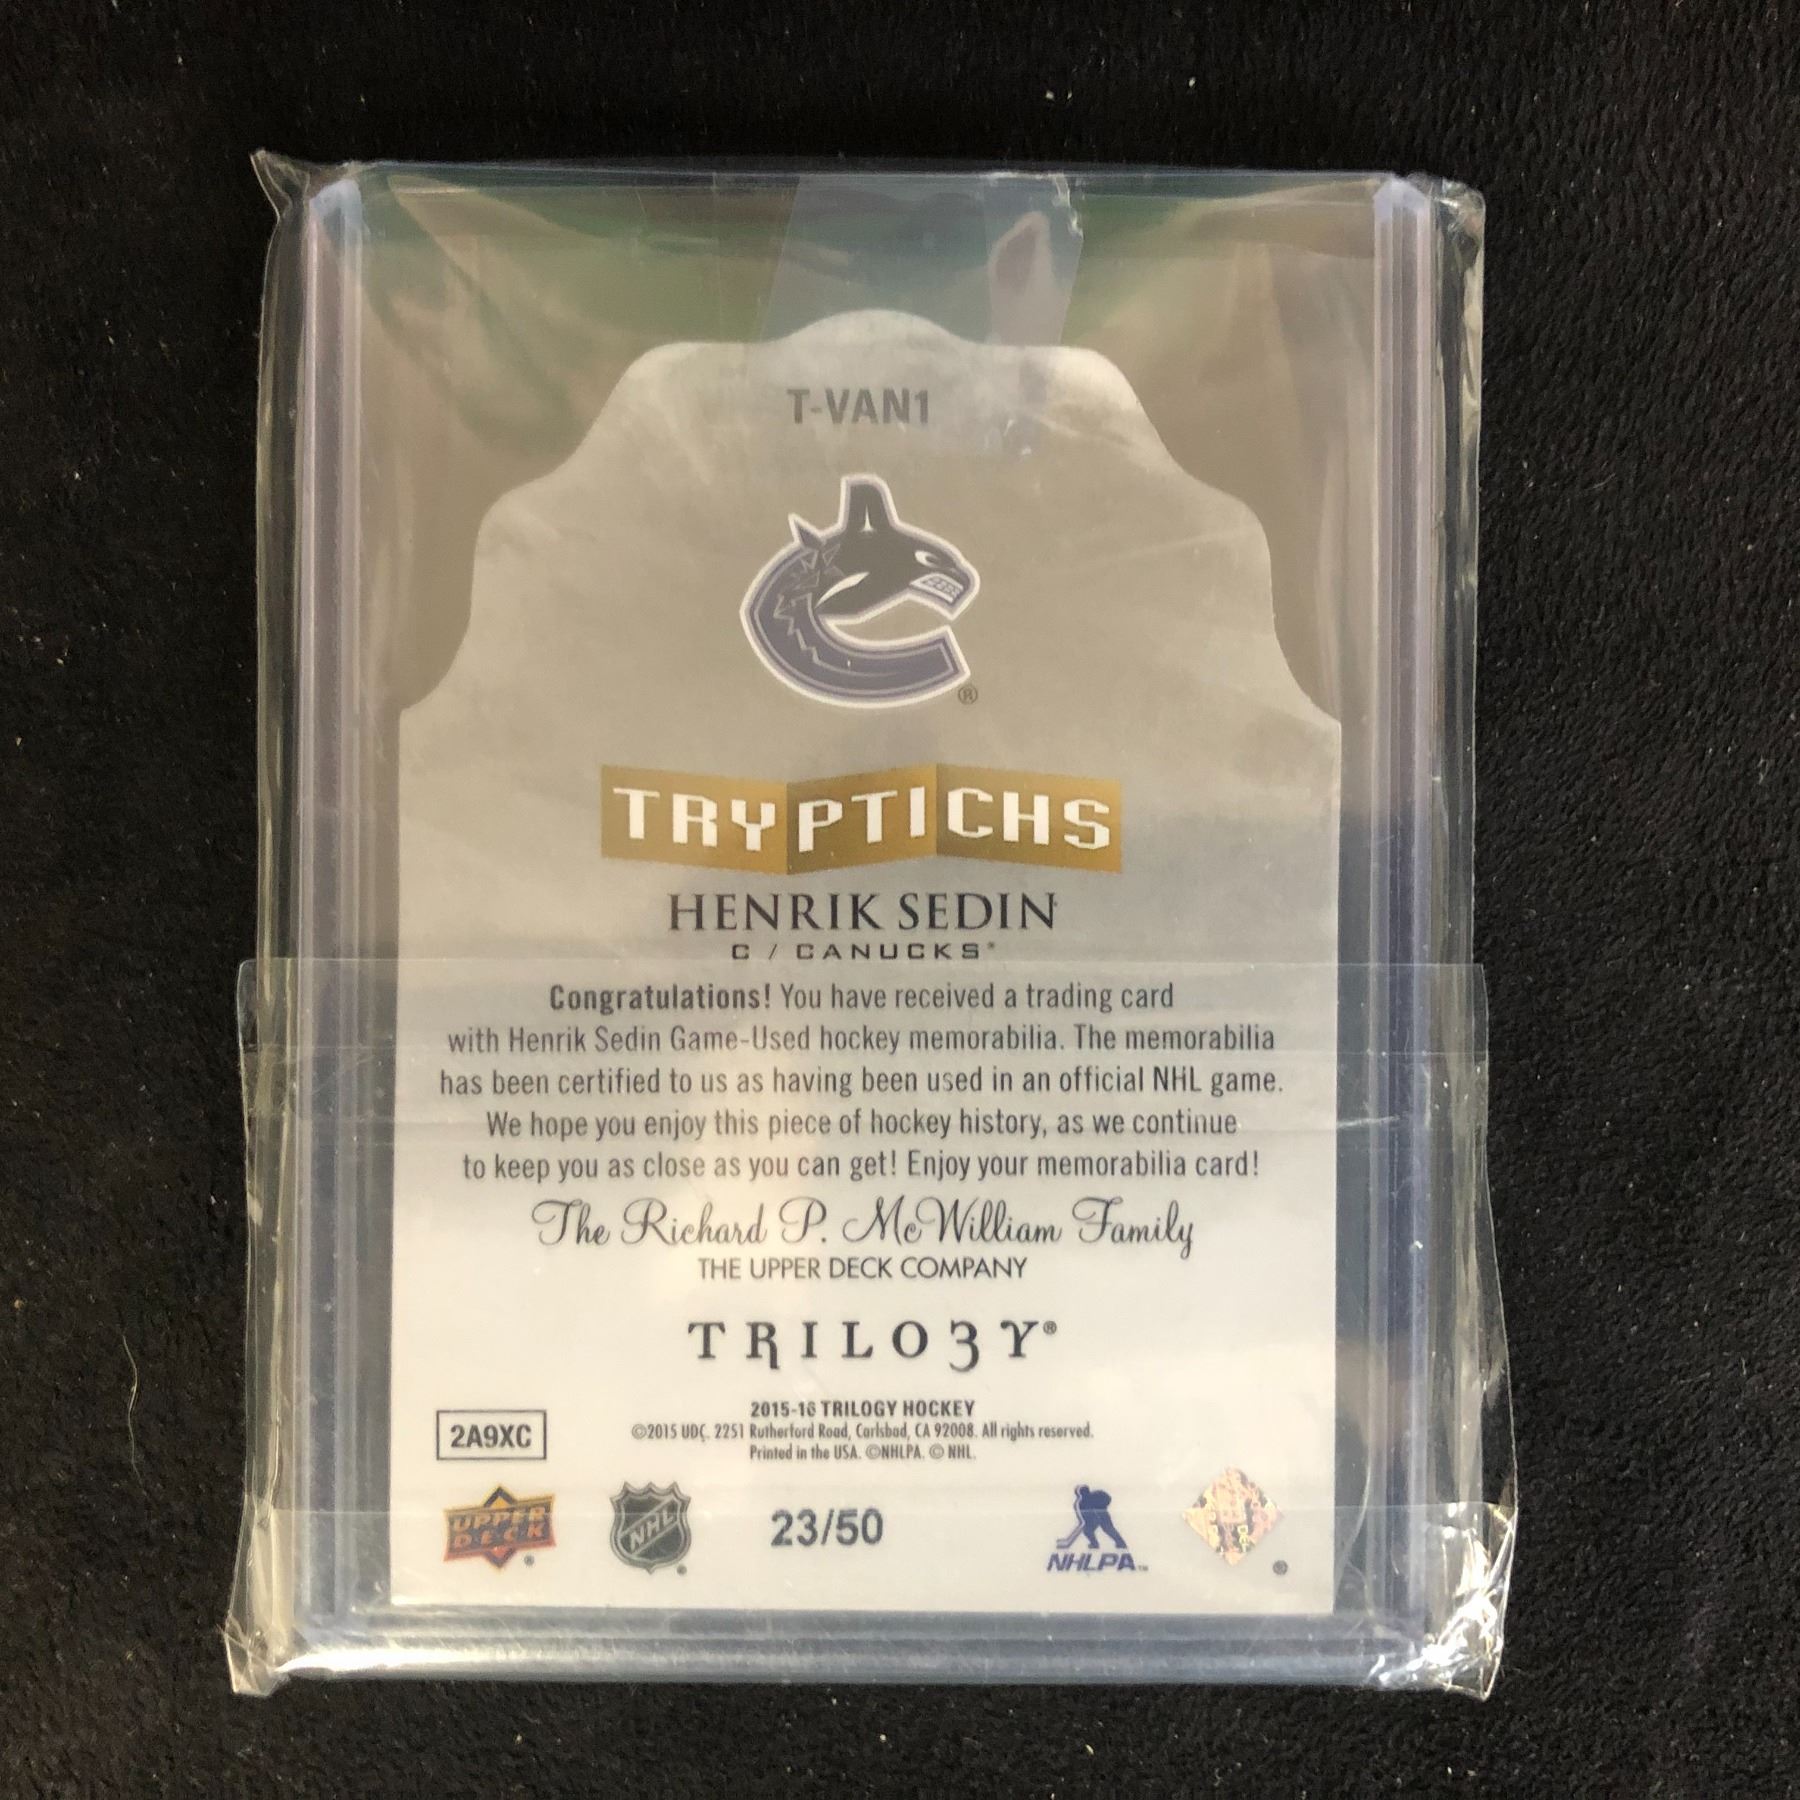 T-VAN1
®
TRYPTICHS
HENRIK SEDIN
C / CANUCKS®
Congratulations! You have received a trading card
with Henrik Sedin Game-Used hockey memorabilia. The memorabilia
has been certified to us as having been used in an official NHL game.
We hope you enjoy this piece of hockey history, as we continue
to keep you as close as you can get! Enjoy your memorabilia card!
The Richard P. McWilliam Family
THE UPPER DECK COMPANY
TRILO3Y®
2015-16 TRILOGY HOCKEY
©2015 UDC. 2251 Rutherford Road, Carlsbad, CA 92008. All rights reserved.
Printed in the USA. ©NHLPA. © NHL.
2A9XC
UPPER
DECK ®
NHL ®
23/50
NHLPA™
®